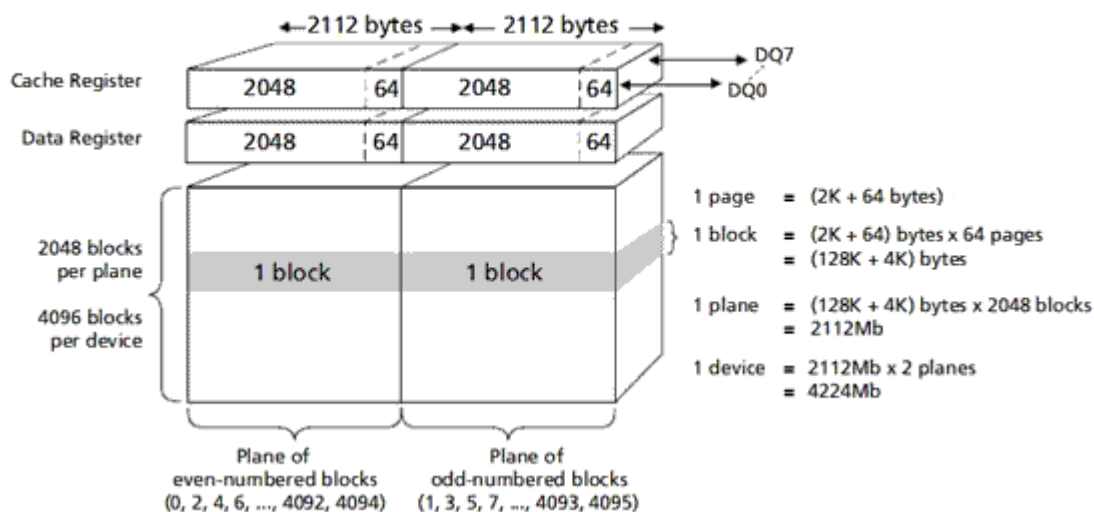 2112 bytes 2112 bytes
Cache Register 2048 64 2048 64 DQ7
DQ0
Data Register 2048 64 2048 64
1 page = (2K + 64 bytes)
1 block = (2K + 64) bytes x 64 pages
= (128K + 4K) bytes
2048 blocks
per plane
1 block 1 block
4096 blocks
per device
1 plane = (128K + 4K) bytes x 2048 blocks
= 2112Mb
1 device = 2112Mb x 2 planes
= 4224Mb
Plane of
even-numbered blocks
(0, 2, 4, 6, ..., 4092, 4094)
Plane of
odd-numbered blocks
(1, 3, 5, 7, ..., 4093, 4095)